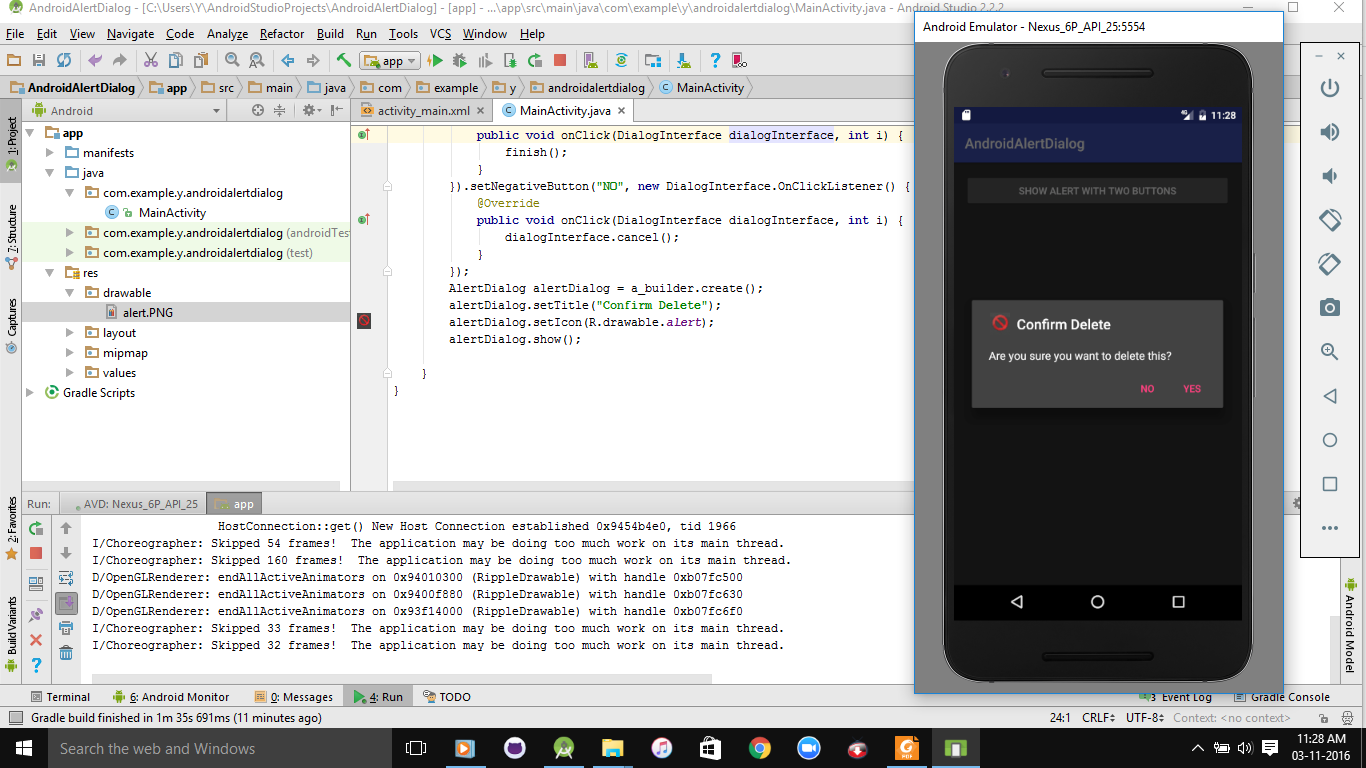 AndroidAlertDialog - [C:\Users\Y\AndroidStudioProjects\AndroidAlertDialog] - [app] - ...\app\src\main\java\com\example\y\androidalertdialog\MainActivity.java - Android Studio 2.2.2
File Edit View Navigate Code Analyze Refactor Build Run Tools VCS Window Help
app
AndroidAlertDialog app src main java com example y androidalertdialog MainActivity
Android
activity_main.xml MainActivity.java
1: Project
7: Structure
Captures
2: Favorites
Build Variants
app
manifests
java
com.example.y.androidalertdialog
MainActivity
com.example.y.androidalertdialog (androidTes
com.example.y.androidalertdialog (test)
res
drawable
alert.PNG
layout
mipmap
values
Gradle Scripts
public void onClick(DialogInterface dialogInterface, int i) {
finish();
}
}).setNegativeButton("NO", new DialogInterface.OnClickListener() {
@Override
public void onClick(DialogInterface dialogInterface, int i) {
dialogInterface.cancel();
}
});
AlertDialog alertDialog = a_builder.create();
alertDialog.setTitle("Confirm Delete");
alertDialog.setIcon(R.drawable.alert);
alertDialog.show();
}
}
Android Emulator - Nexus_6P_API_25:5554
11:28
AndroidAlertDialog
SHOW ALERT WITH TWO BUTTONS
Confirm Delete
Are you sure you want to delete this?
NO YES
Run: AVD: Nexus_6P_API_25 app
HostConnection::get() New Host Connection established 0x9454b4e0, tid 1966
I/Choreographer: Skipped 54 frames!  The application may be doing too much work on its main thread.
I/Choreographer: Skipped 160 frames!  The application may be doing too much work on its main thread.
D/OpenGLRenderer: endAllActiveAnimators on 0x94010300 (RippleDrawable) with handle 0xb07fc500
D/OpenGLRenderer: endAllActiveAnimators on 0x9400f880 (RippleDrawable) with handle 0xb07fc630
D/OpenGLRenderer: endAllActiveAnimators on 0x93f14000 (RippleDrawable) with handle 0xb07fc6f0
I/Choreographer: Skipped 33 frames!  The application may be doing too much work on its main thread.
I/Choreographer: Skipped 32 frames!  The application may be doing too much work on its main thread.
Android Model
Terminal 6: Android Monitor 0: Messages 4: Run TODO 3 Event Log Gradle Console
Gradle build finished in 1m 35s 691ms (11 minutes ago) 24:1 CRLF UTF-8 Context: <no context>
Search the web and Windows
PDF
11:28 AM
03-11-2016